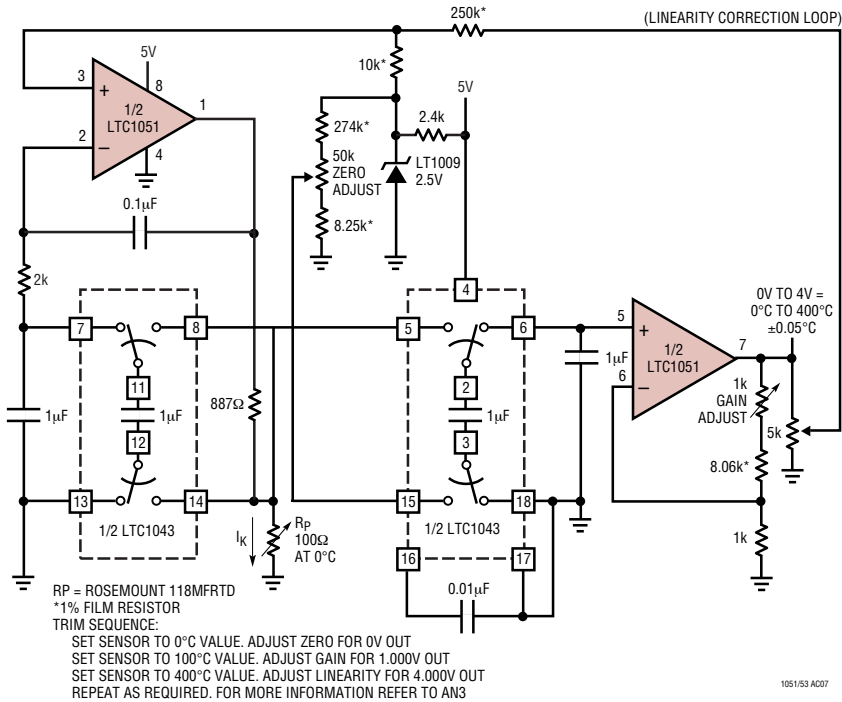 250k*
(LINEARITY CORRECTION LOOP)
5V
10k*
3
+
8
1/2
LTC1051
1
5V
2
–
4
274k*
2.4k
50k
ZERO
ADJUST
LT1009
2.5V
0.1µF
8.25k*
2k
4
0V TO 4V =
0°C TO 400°C
±0.05°C
7
8
5
6
5
+
1/2
LTC1051
7
6
–
11
2
1µF
1k
GAIN
ADJUST
1µF
1µF
887Ω
1µF
5k
12
3
8.06k*
13
14
15
18
1/2 LTC1043
IK
RP
100Ω
AT 0°C
1/2 LTC1043
1k
16
17
0.01µF
RP = ROSEMOUNT 118MFRTD
*1% FILM RESISTOR
TRIM SEQUENCE:
SET SENSOR TO 0°C VALUE. ADJUST ZERO FOR 0V OUT
SET SENSOR TO 100°C VALUE. ADJUST GAIN FOR 1.000V OUT
SET SENSOR TO 400°C VALUE. ADJUST LINEARITY FOR 4.000V OUT
REPEAT AS REQUIRED. FOR MORE INFORMATION REFER TO AN3
1051/53 AC07